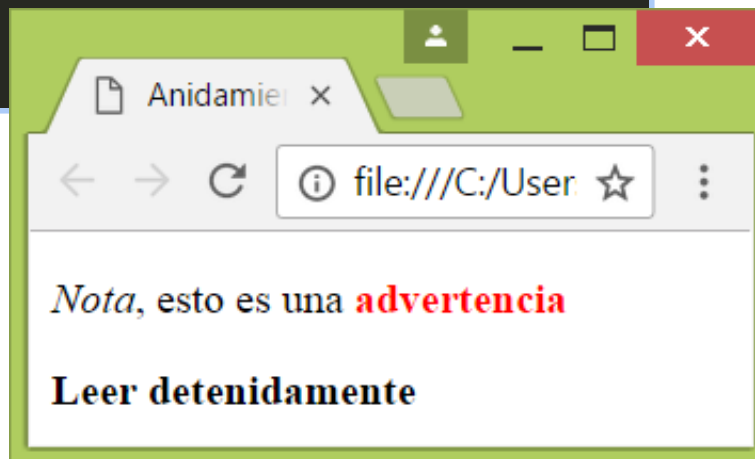 Anidamie
file:///C:/User
Nota, esto es una advertencia
Leer detenidamente